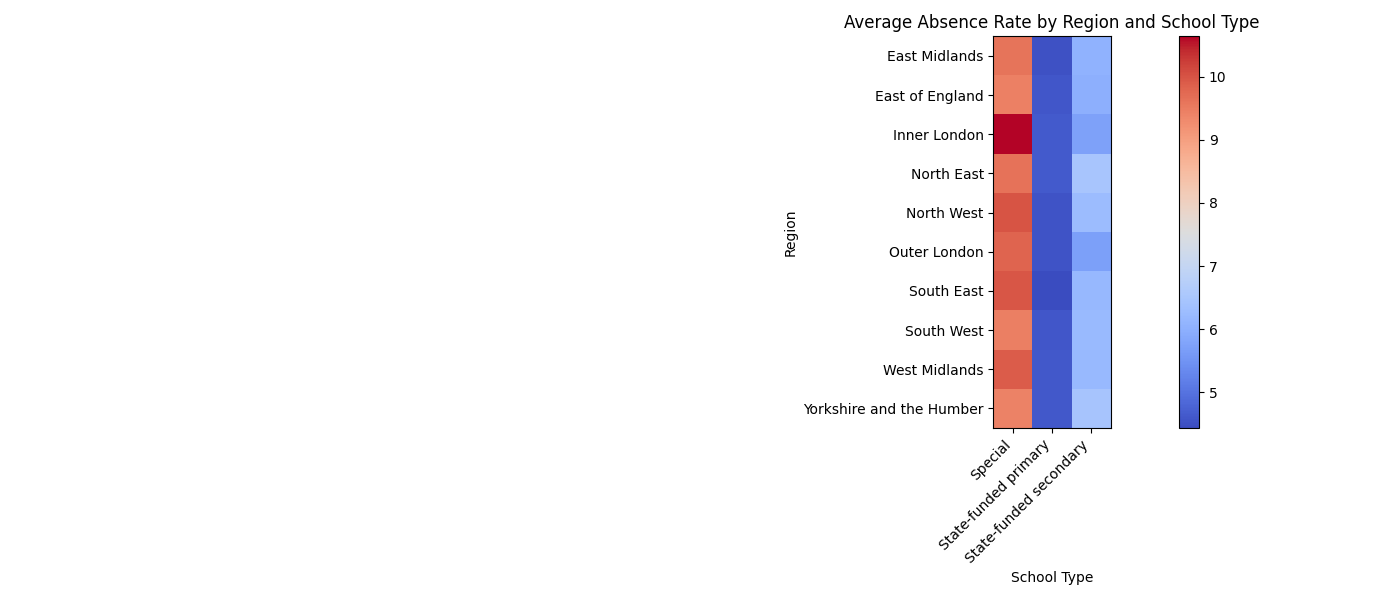 Average Absence Rate by Region and School Type
Region
East Midlands
East of England
Inner London
North East
North West
Outer London
South East
South West
West Midlands
Yorkshire and the Humber
10
9
8
7
6
5
Special
State-funded primary
State-funded secondary
School Type